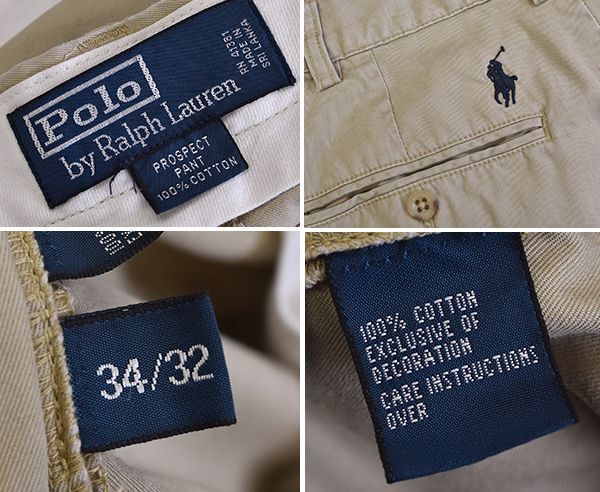 Polo
by Ralph Lauren
RN 41381
MADE IN
SRI LANKA
PROSPECT
PANT
100% COTTON
34/32
100% COTTON
EXCLUSIVE OF
DECORATION
CARE INSTRUCTIONS
OVER